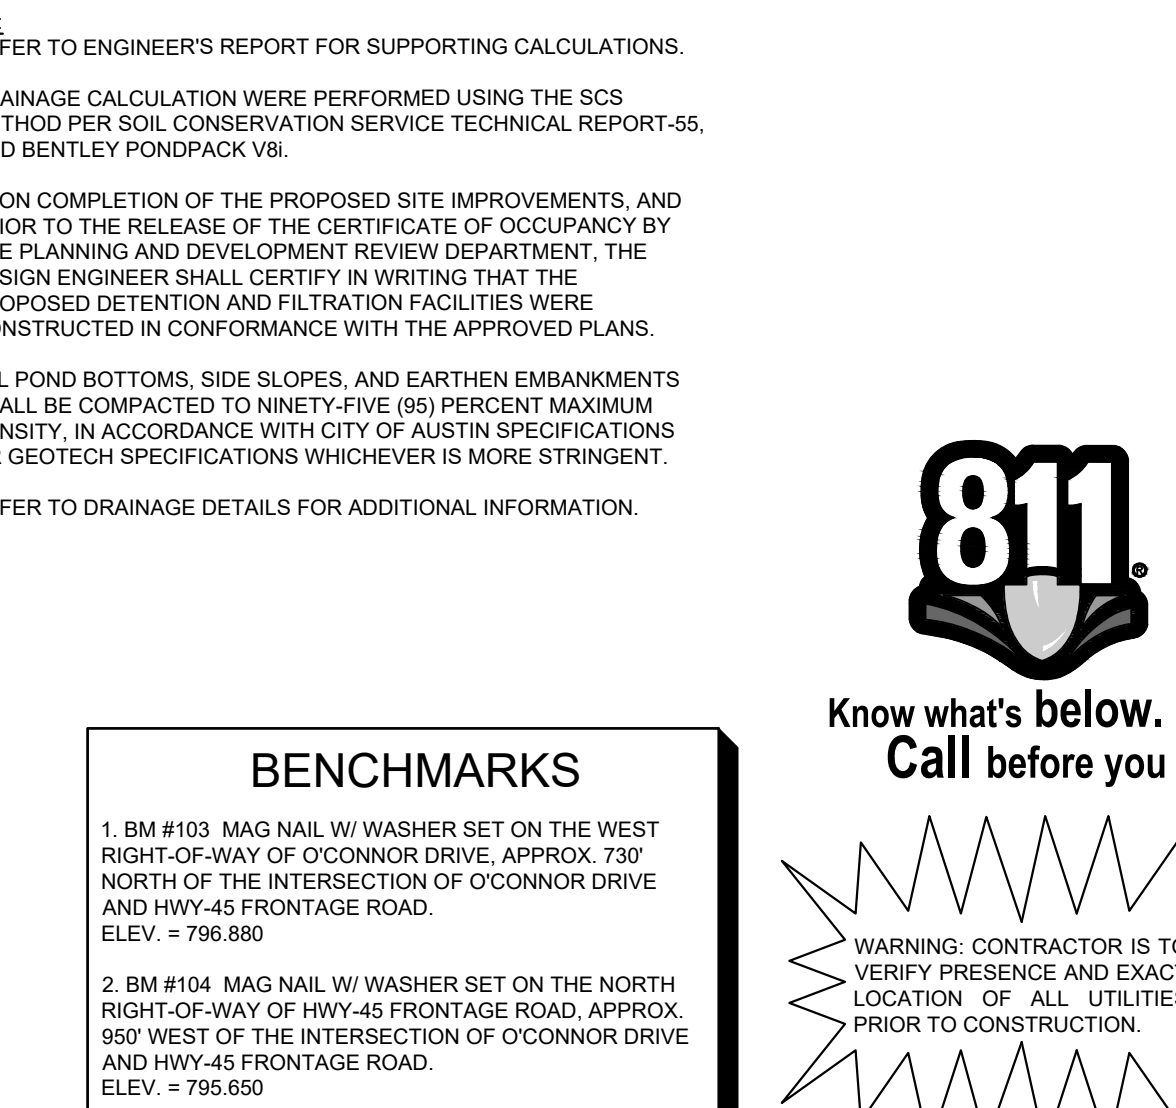 FER TO ENGINEER'S REPORT FOR SUPPORTING CALCULATIONS.
AINAGE CALCULATION WERE PERFORMED USING THE SCS
THOD PER SOIL CONSERVATION SERVICE TECHNICAL REPORT-55,
D BENTLEY PONDPACK V8i.
ON COMPLETION OF THE PROPOSED SITE IMPROVEMENTS, AND
IOR TO THE RELEASE OF THE CERTIFICATE OF OCCUPANCY BY
E PLANNING AND DEVELOPMENT REVIEW DEPARTMENT, THE
SIGN ENGINEER SHALL CERTIFY IN WRITING THAT THE
OPOSED DETENTION AND FILTRATION FACILITIES WERE
ONSTRUCTED IN CONFORMANCE WITH THE APPROVED PLANS.
L POND BOTTOMS, SIDE SLOPES, AND EARTHEN EMBANKMENTS
ALL BE COMPACTED TO NINETY-FIVE (95) PERCENT MAXIMUM
NSITY, IN ACCORDANCE WITH CITY OF AUSTIN SPECIFICATIONS
R GEOTECH SPECIFICATIONS WHICHEVER IS MORE STRINGENT.
FER TO DRAINAGE DETAILS FOR ADDITIONAL INFORMATION.
811®
Know what's below.
Call before you
BENCHMARKS
1. BM #103 MAG NAIL W/ WASHER SET ON THE WEST
RIGHT-OF-WAY OF O'CONNOR DRIVE, APPROX. 730'
NORTH OF THE INTERSECTION OF O'CONNOR DRIVE
AND HWY-45 FRONTAGE ROAD.
ELEV. = 796.880
2. BM #104 MAG NAIL W/ WASHER SET ON THE NORTH
RIGHT-OF-WAY OF HWY-45 FRONTAGE ROAD, APPROX.
950' WEST OF THE INTERSECTION OF O'CONNOR DRIVE
AND HWY-45 FRONTAGE ROAD.
ELEV. = 795.650
WARNING: CONTRACTOR IS TO
VERIFY PRESENCE AND EXACT
LOCATION OF ALL UTILITIES
PRIOR TO CONSTRUCTION.